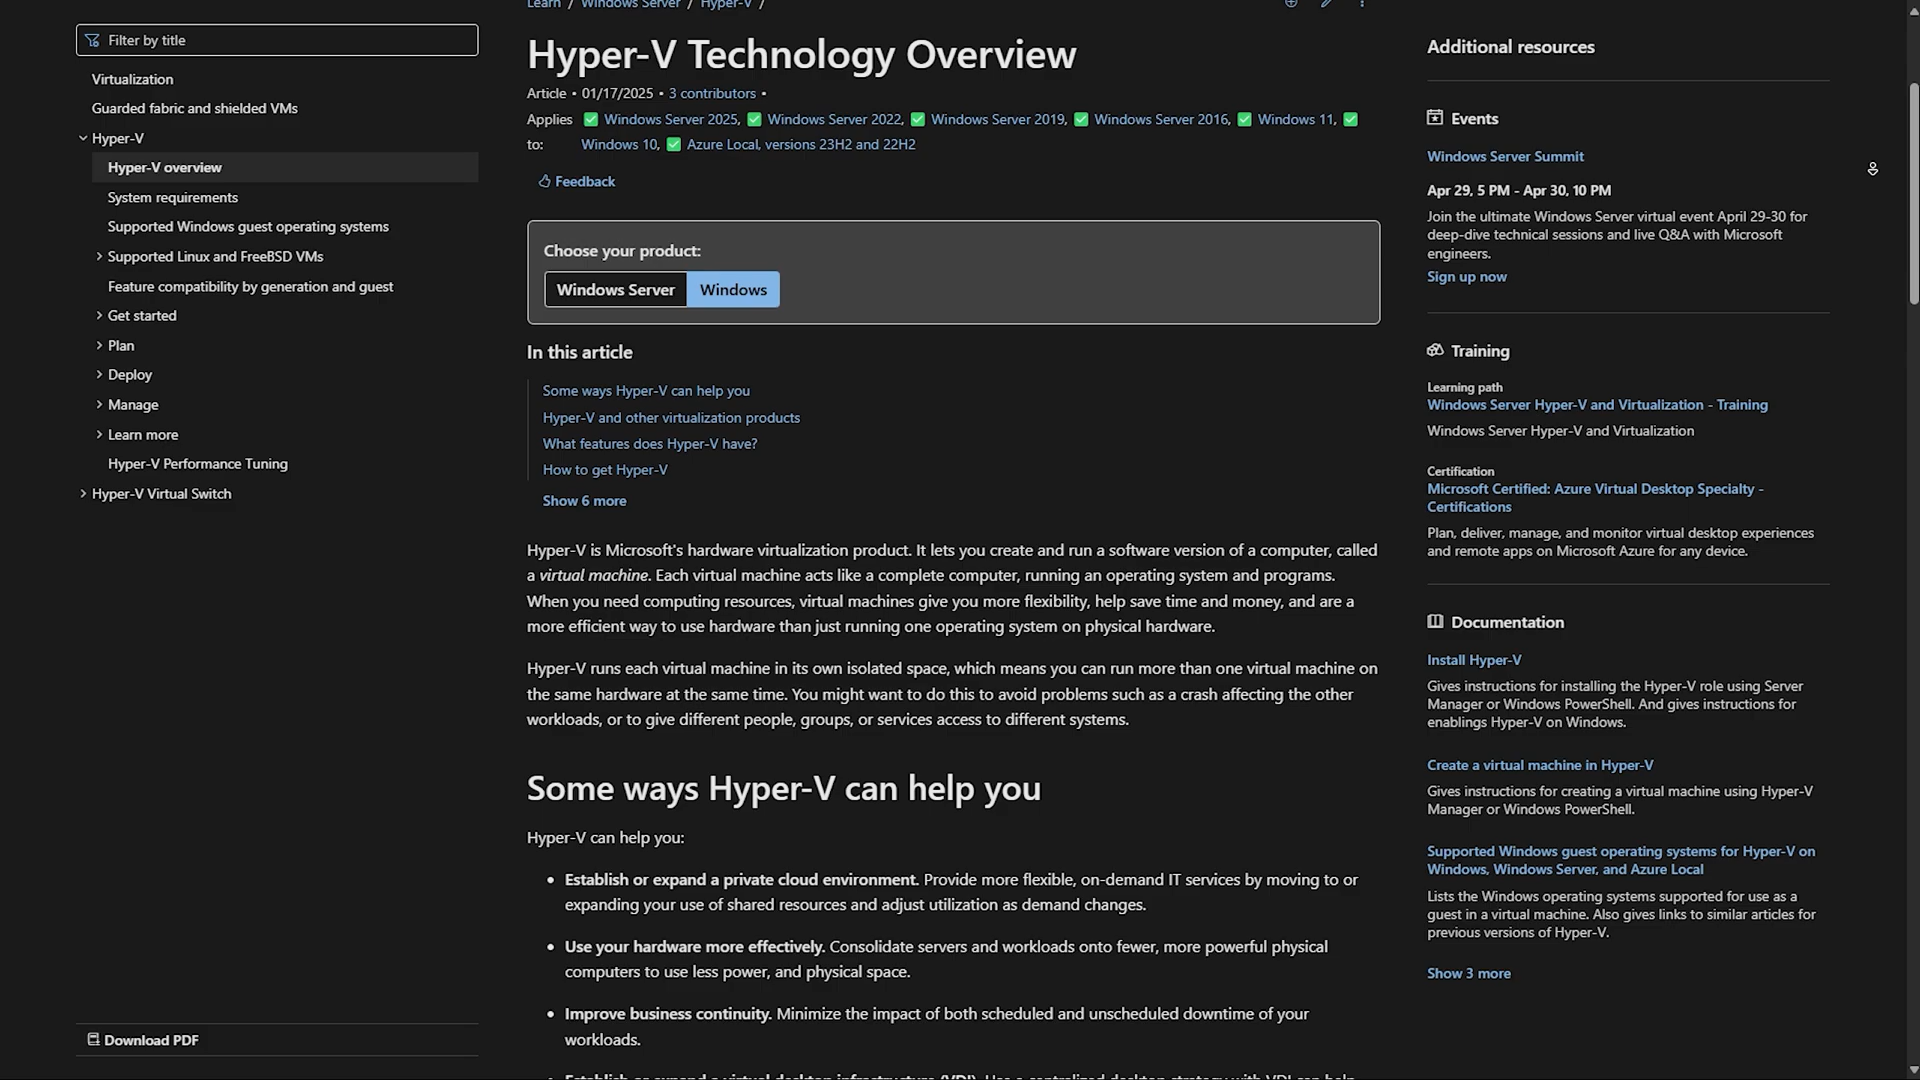 Learn / Windows Server / Hyper-V /
Filter by title
Virtualization
Guarded fabric and shielded VMs
Hyper-V
Hyper-V overview
System requirements
Supported Windows guest operating systems
Supported Linux and FreeBSD VMs
Feature compatibility by generation and guest
Get started
Plan
Deploy
Manage
Learn more
Hyper-V Performance Tuning
Hyper-V Virtual Switch
Download PDF
Hyper-V Technology Overview
Article • 01/17/2025 • 3 contributors •
Applies ✅ Windows Server 2025, ✅ Windows Server 2022, ✅ Windows Server 2019, ✅ Windows Server 2016, ✅ Windows 11, ✅
to: Windows 10, ✅ Azure Local, versions 23H2 and 22H2
Feedback
Choose your product:
Windows Server Windows
In this article
Some ways Hyper-V can help you
Hyper-V and other virtualization products
What features does Hyper-V have?
How to get Hyper-V
Show 6 more
Hyper-V is Microsoft's hardware virtualization product. It lets you create and run a software version of a computer, called
a virtual machine. Each virtual machine acts like a complete computer, running an operating system and programs.
When you need computing resources, virtual machines give you more flexibility, help save time and money, and are a
more efficient way to use hardware than just running one operating system on physical hardware.
Hyper-V runs each virtual machine in its own isolated space, which means you can run more than one virtual machine on
the same hardware at the same time. You might want to do this to avoid problems such as a crash affecting the other
workloads, or to give different people, groups, or services access to different systems.
Some ways Hyper-V can help you
Hyper-V can help you:
• Establish or expand a private cloud environment. Provide more flexible, on-demand IT services by moving to or
expanding your use of shared resources and adjust utilization as demand changes.
• Use your hardware more effectively. Consolidate servers and workloads onto fewer, more powerful physical
computers to use less power, and physical space.
• Improve business continuity. Minimize the impact of both scheduled and unscheduled downtime of your
workloads.
• Establish or expand a virtual desktop infrastructure (VDI). Use a centralized desktop strategy with VDI can help
Additional resources
Events
Windows Server Summit
Apr 29, 5 PM - Apr 30, 10 PM
Join the ultimate Windows Server virtual event April 29-30 for
deep-dive technical sessions and live Q&A with Microsoft
engineers.
Sign up now
Training
Learning path
Windows Server Hyper-V and Virtualization - Training
Windows Server Hyper-V and Virtualization
Certification
Microsoft Certified: Azure Virtual Desktop Specialty -
Certifications
Plan, deliver, manage, and monitor virtual desktop experiences
and remote apps on Microsoft Azure for any device.
Documentation
Install Hyper-V
Gives instructions for installing the Hyper-V role using Server
Manager or Windows PowerShell. And gives instructions for
enablings Hyper-V on Windows.
Create a virtual machine in Hyper-V
Gives instructions for creating a virtual machine using Hyper-V
Manager or Windows PowerShell.
Supported Windows guest operating systems for Hyper-V on
Windows, Windows Server, and Azure Local
Lists the Windows operating systems supported for use as a
guest in a virtual machine. Also gives links to similar articles for
previous versions of Hyper-V.
Show 3 more